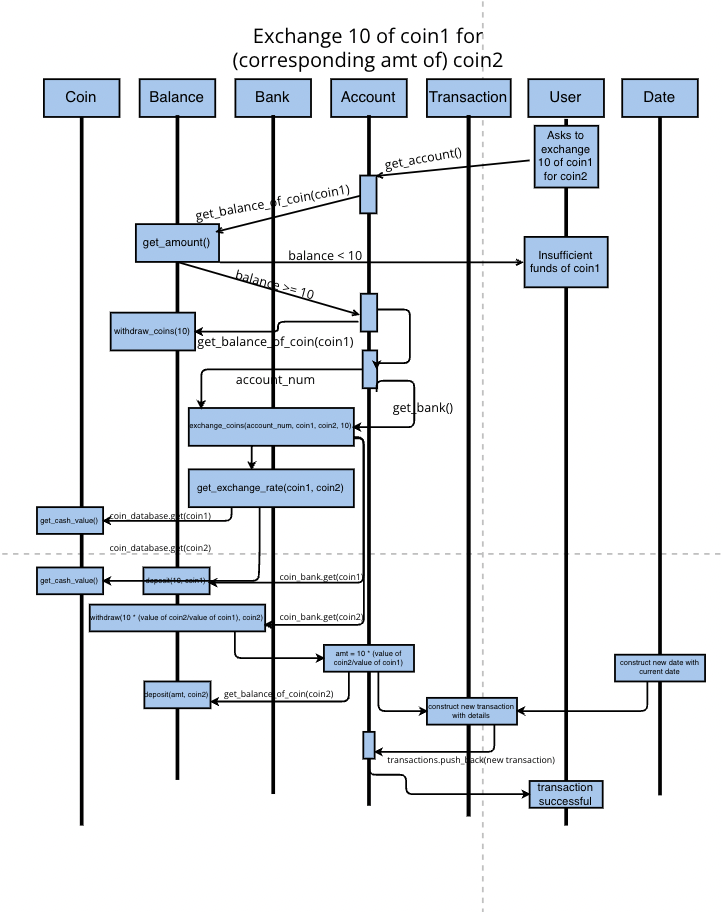 Exchange 10 of coin1 for
(corresponding amt of) coin2
Coin
Balance
Bank
Account
Transaction
User
Date
Asks to
exchange
10 of coin1
for coin2
get_account()
get_balance_of_coin(coin1)
get_amount()
balance < 10
Insufficient
funds of coin1
balance >= 10
withdraw_coins(10)
get_balance_of_coin(coin1)
account_num
get_bank()
exchange_coins(account_num, coin1, coin2, 10)
get_exchange_rate(coin1, coin2)
coin_database.get(coin1)
get_cash_value()
coin_database.get(coin2)
get_cash_value()
deposit(10, coin1)
coin_bank.get(coin1)
withdraw(10 * (value of coin2/value of coin1), coin2)
coin_bank.get(coin2)
amt = 10 * (value of
coin2/value of coin1)
construct new date with
current date
deposit(amt, coin2)
get_balance_of_coin(coin2)
construct new transaction
with details
transactions.push_back(new transaction)
transaction
successful